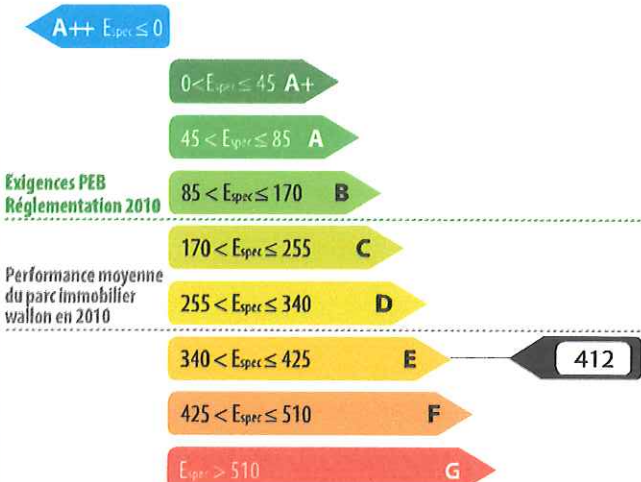 A++ Espec ≤ 0
0 < Espec ≤ 45 A+
45 < Espec ≤ 85 A
Exigences PEB
Réglementation 2010
85 < Espec ≤ 170 B
170 < Espec ≤ 255 C
Performance moyenne
du parc immobilier
wallon en 2010
255 < Espec ≤ 340 D
340 < Espec ≤ 425 E
412
425 < Espec ≤ 510 F
Espec > 510 G